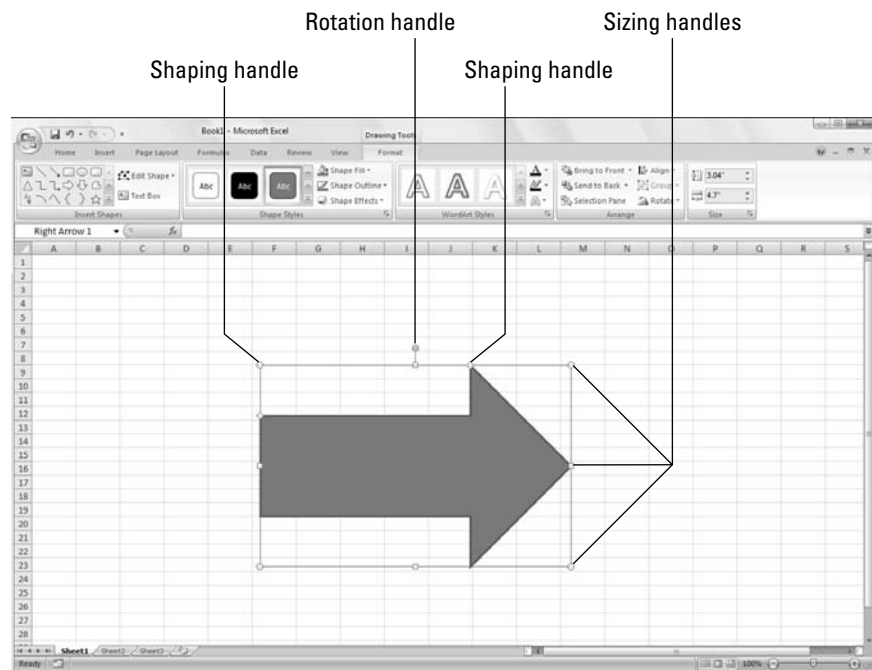 Rotation handle Sizing handles
Shaping handle Shaping handle
Book1 - Microsoft Excel Drawing Tools
Home Insert Page Layout Formulas Data Review View Format
Edit Shape
Text Box
Insert Shapes
Abc Abc Abc
Shape Fill
Shape Outline
Shape Effects
Shape Styles
A A A
WordArt Styles
Bring to Front Align
Send to Back Group
Selection Pane Rotate
Arrange
3.04"
4.7"
Size
Right Arrow 1 fx
A B C D E F G H I J K L M N O P Q R S
1
2
3
4
5
6
7
8
9
10
11
12
13
14
15
16
17
18
19
20
21
22
23
24
25
26
27
28
Sheet1 Sheet2 Sheet3
Ready 100%